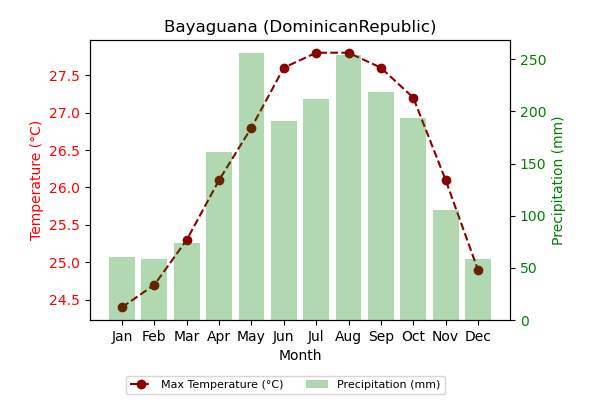 Bayaguana (DominicanRepublic)
27.5
27.0
26.5
26.0
25.5
25.0
24.5
Temperature (°C)
250
200
150
100
50
0
Precipitation (mm)
Jan Feb Mar Apr May Jun Jul Aug Sep Oct Nov Dec
Month
Max Temperature (°C) Precipitation (mm)